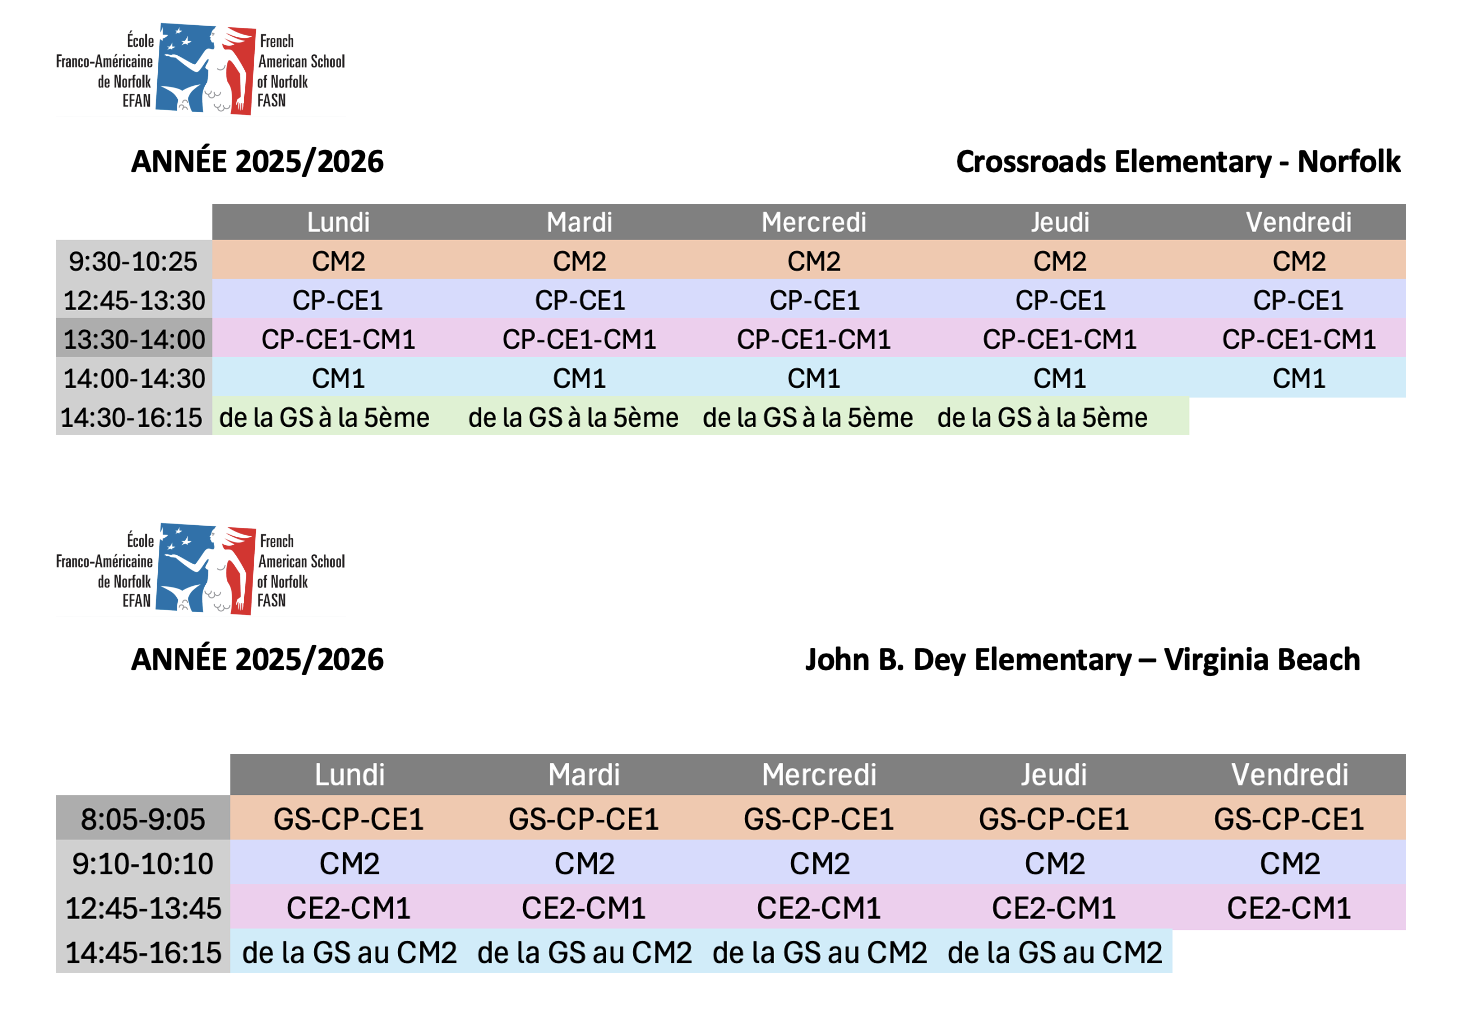 École
Franco-Américaine
de Norfolk
EFAN
French
American School
of Norfolk
FASN
ANNÉE 2025/2026
Crossroads Elementary - Norfolk
Lundi Mardi Mercredi Jeudi Vendredi
9:30-10:25 CM2 CM2 CM2 CM2 CM2
12:45-13:30 CP-CE1 CP-CE1 CP-CE1 CP-CE1 CP-CE1
13:30-14:00 CP-CE1-CM1 CP-CE1-CM1 CP-CE1-CM1 CP-CE1-CM1 CP-CE1-CM1
14:00-14:30 CM1 CM1 CM1 CM1 CM1
14:30-16:15 de la GS à la 5ème de la GS à la 5ème de la GS à la 5ème de la GS à la 5ème
École
Franco-Américaine
de Norfolk
EFAN
French
American School
of Norfolk
FASN
ANNÉE 2025/2026
John B. Dey Elementary – Virginia Beach
Lundi Mardi Mercredi Jeudi Vendredi
8:05-9:05 GS-CP-CE1 GS-CP-CE1 GS-CP-CE1 GS-CP-CE1 GS-CP-CE1
9:10-10:10 CM2 CM2 CM2 CM2 CM2
12:45-13:45 CE2-CM1 CE2-CM1 CE2-CM1 CE2-CM1 CE2-CM1
14:45-16:15 de la GS au CM2 de la GS au CM2 de la GS au CM2 de la GS au CM2